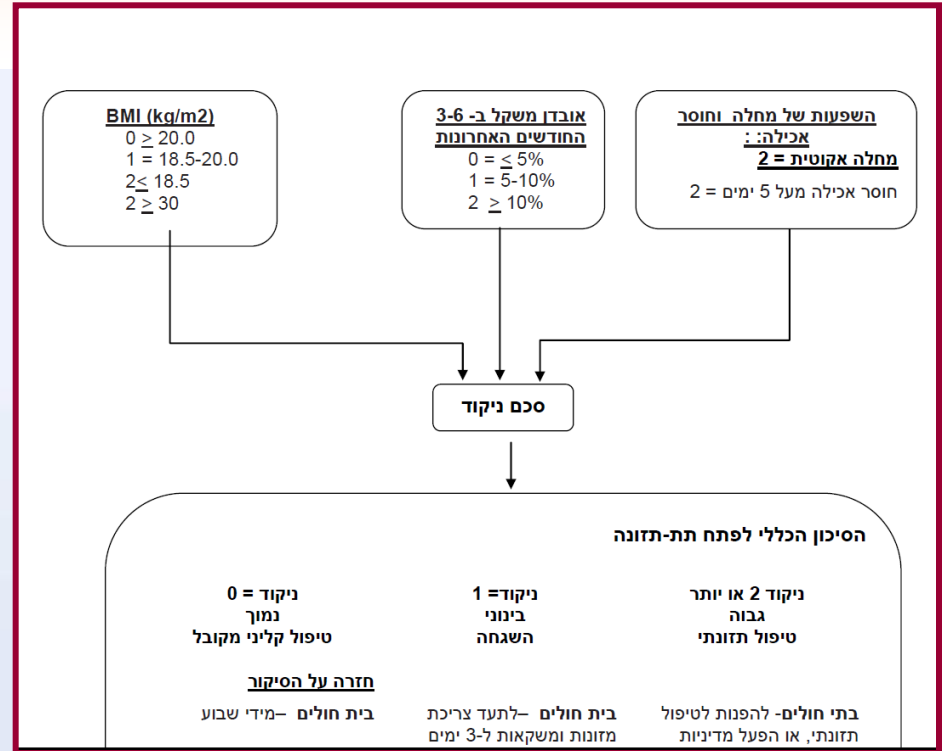 BMI (kg/m2)
0 ≥ 20.0
1 = 18.5-20.0
2≤ 18.5
2 ≥ 30
אובדן משקל ב- 3-6
החודשים האחרונות
0 = ≤ 5%
1 = 5-10%
2 ≥ 10%
השפעות של מחלה וחוסר
אכילה: :
מחלה אקוטית = 2
חוסר אכילה מעל 5 ימים = 2
סכם ניקוד
הסיכון הכללי לפתח תת-תזונה
ניקוד = 0
נמוך
טיפול קליני מקובל
ניקוד= 1
בינוני
השגחה
ניקוד 2 או יותר
גבוה
טיפול תזונתי
חזרה על הסיקור
בית חולים –מידי שבוע
בית חולים –לתעד צריכת
מזונות ומשקאות ל-3 ימים
בתי חולים- להפנות לטיפול
תזונתי, או הפעל מדיניות